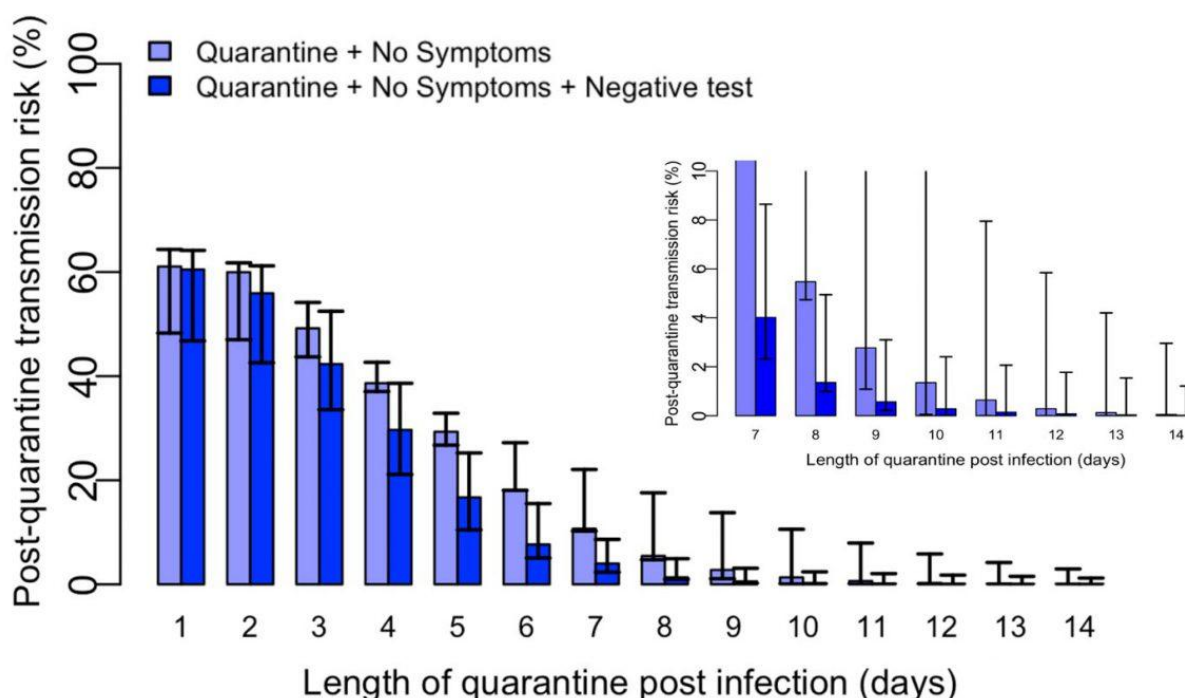 Post-quarantine transmission risk (%)
100
80
60
40
20
0
Quarantine + No Symptoms
Quarantine + No Symptoms + Negative test
1 2 3 4 5 6 7 8 9 10 11 12 13 14
Length of quarantine post infection (days)
Post-quarantine transmission risk (%)
10
8
6
4
2
0
7 8 9 10 11 12 13 14
Length of quarantine post infection (days)